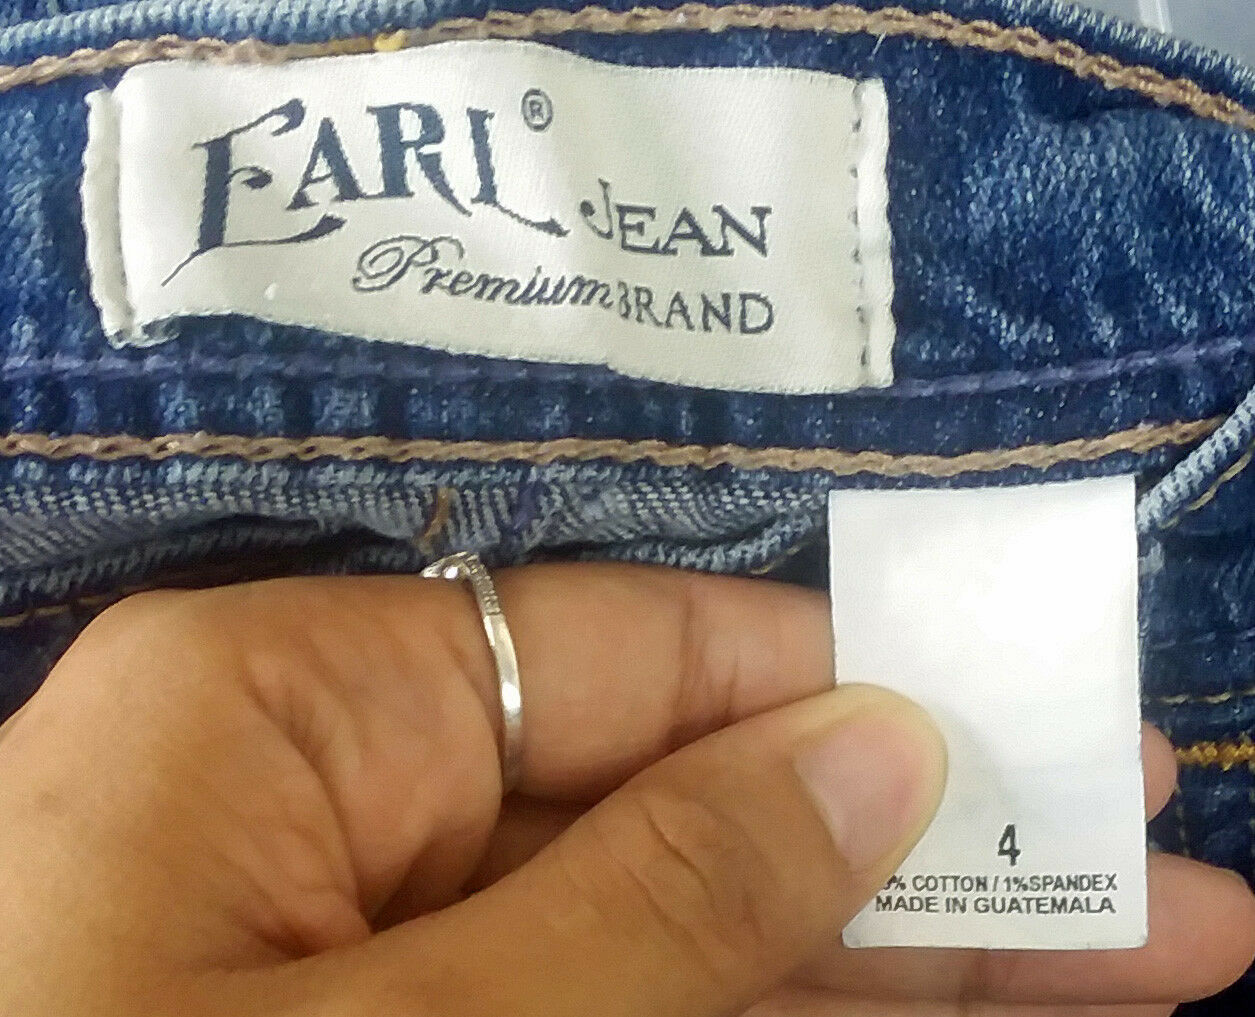 EARL® JEAN
Premium BRAND
4
% COTTON / 1%SPANDEX
MADE IN GUATEMALA